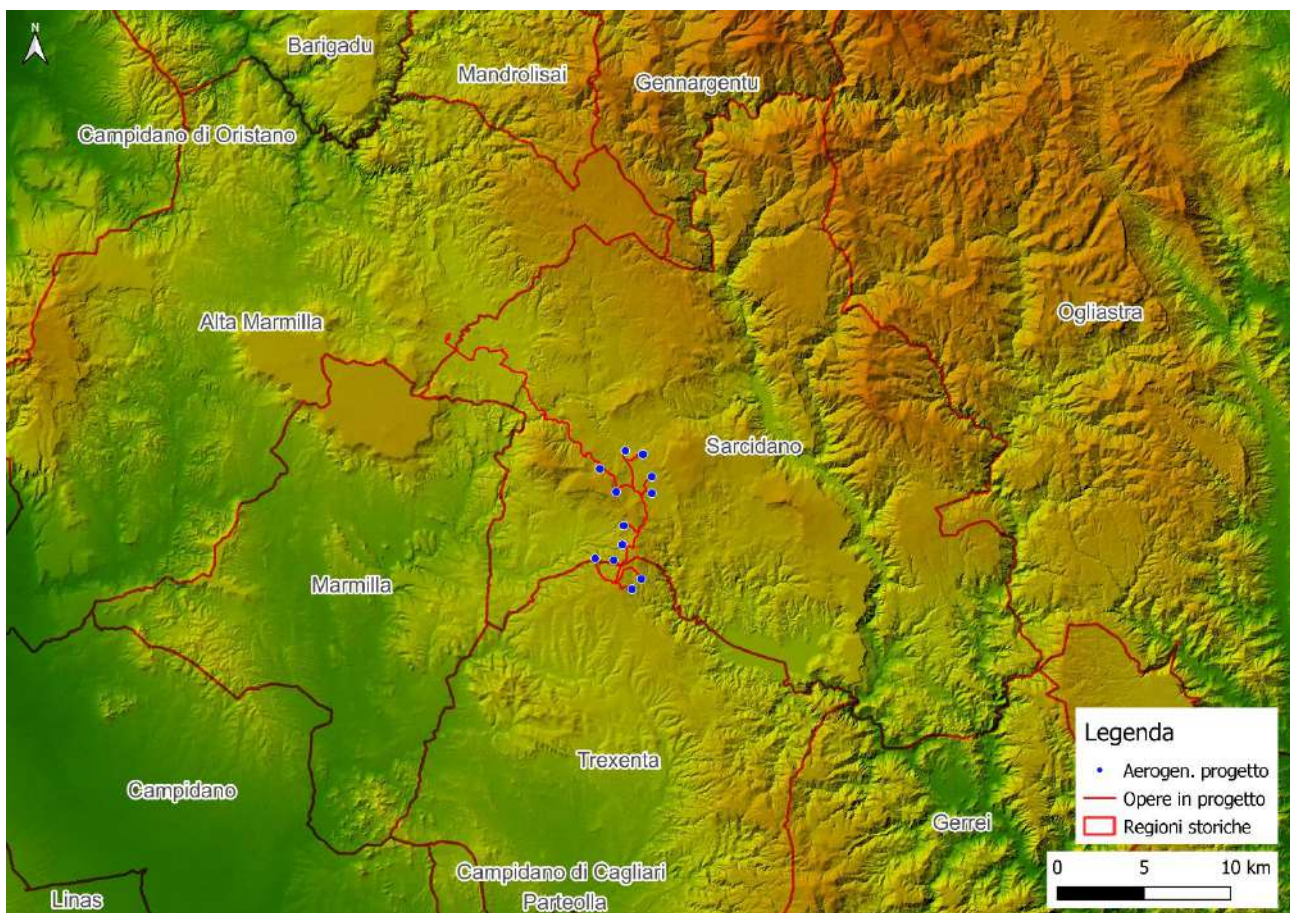 N
Barigadu
Mandrolisai
Gennargentu
Campidano di Oristano
Ogliastra
Alta Marmilla
Sarcidano
Marmilla
Trexenta
Campidano
Gerrei
Campidano di Cagliari
Parteolla
Linas
Legenda
Aerogen. progetto
Opere in progetto
Regioni storiche
0 5 10 km